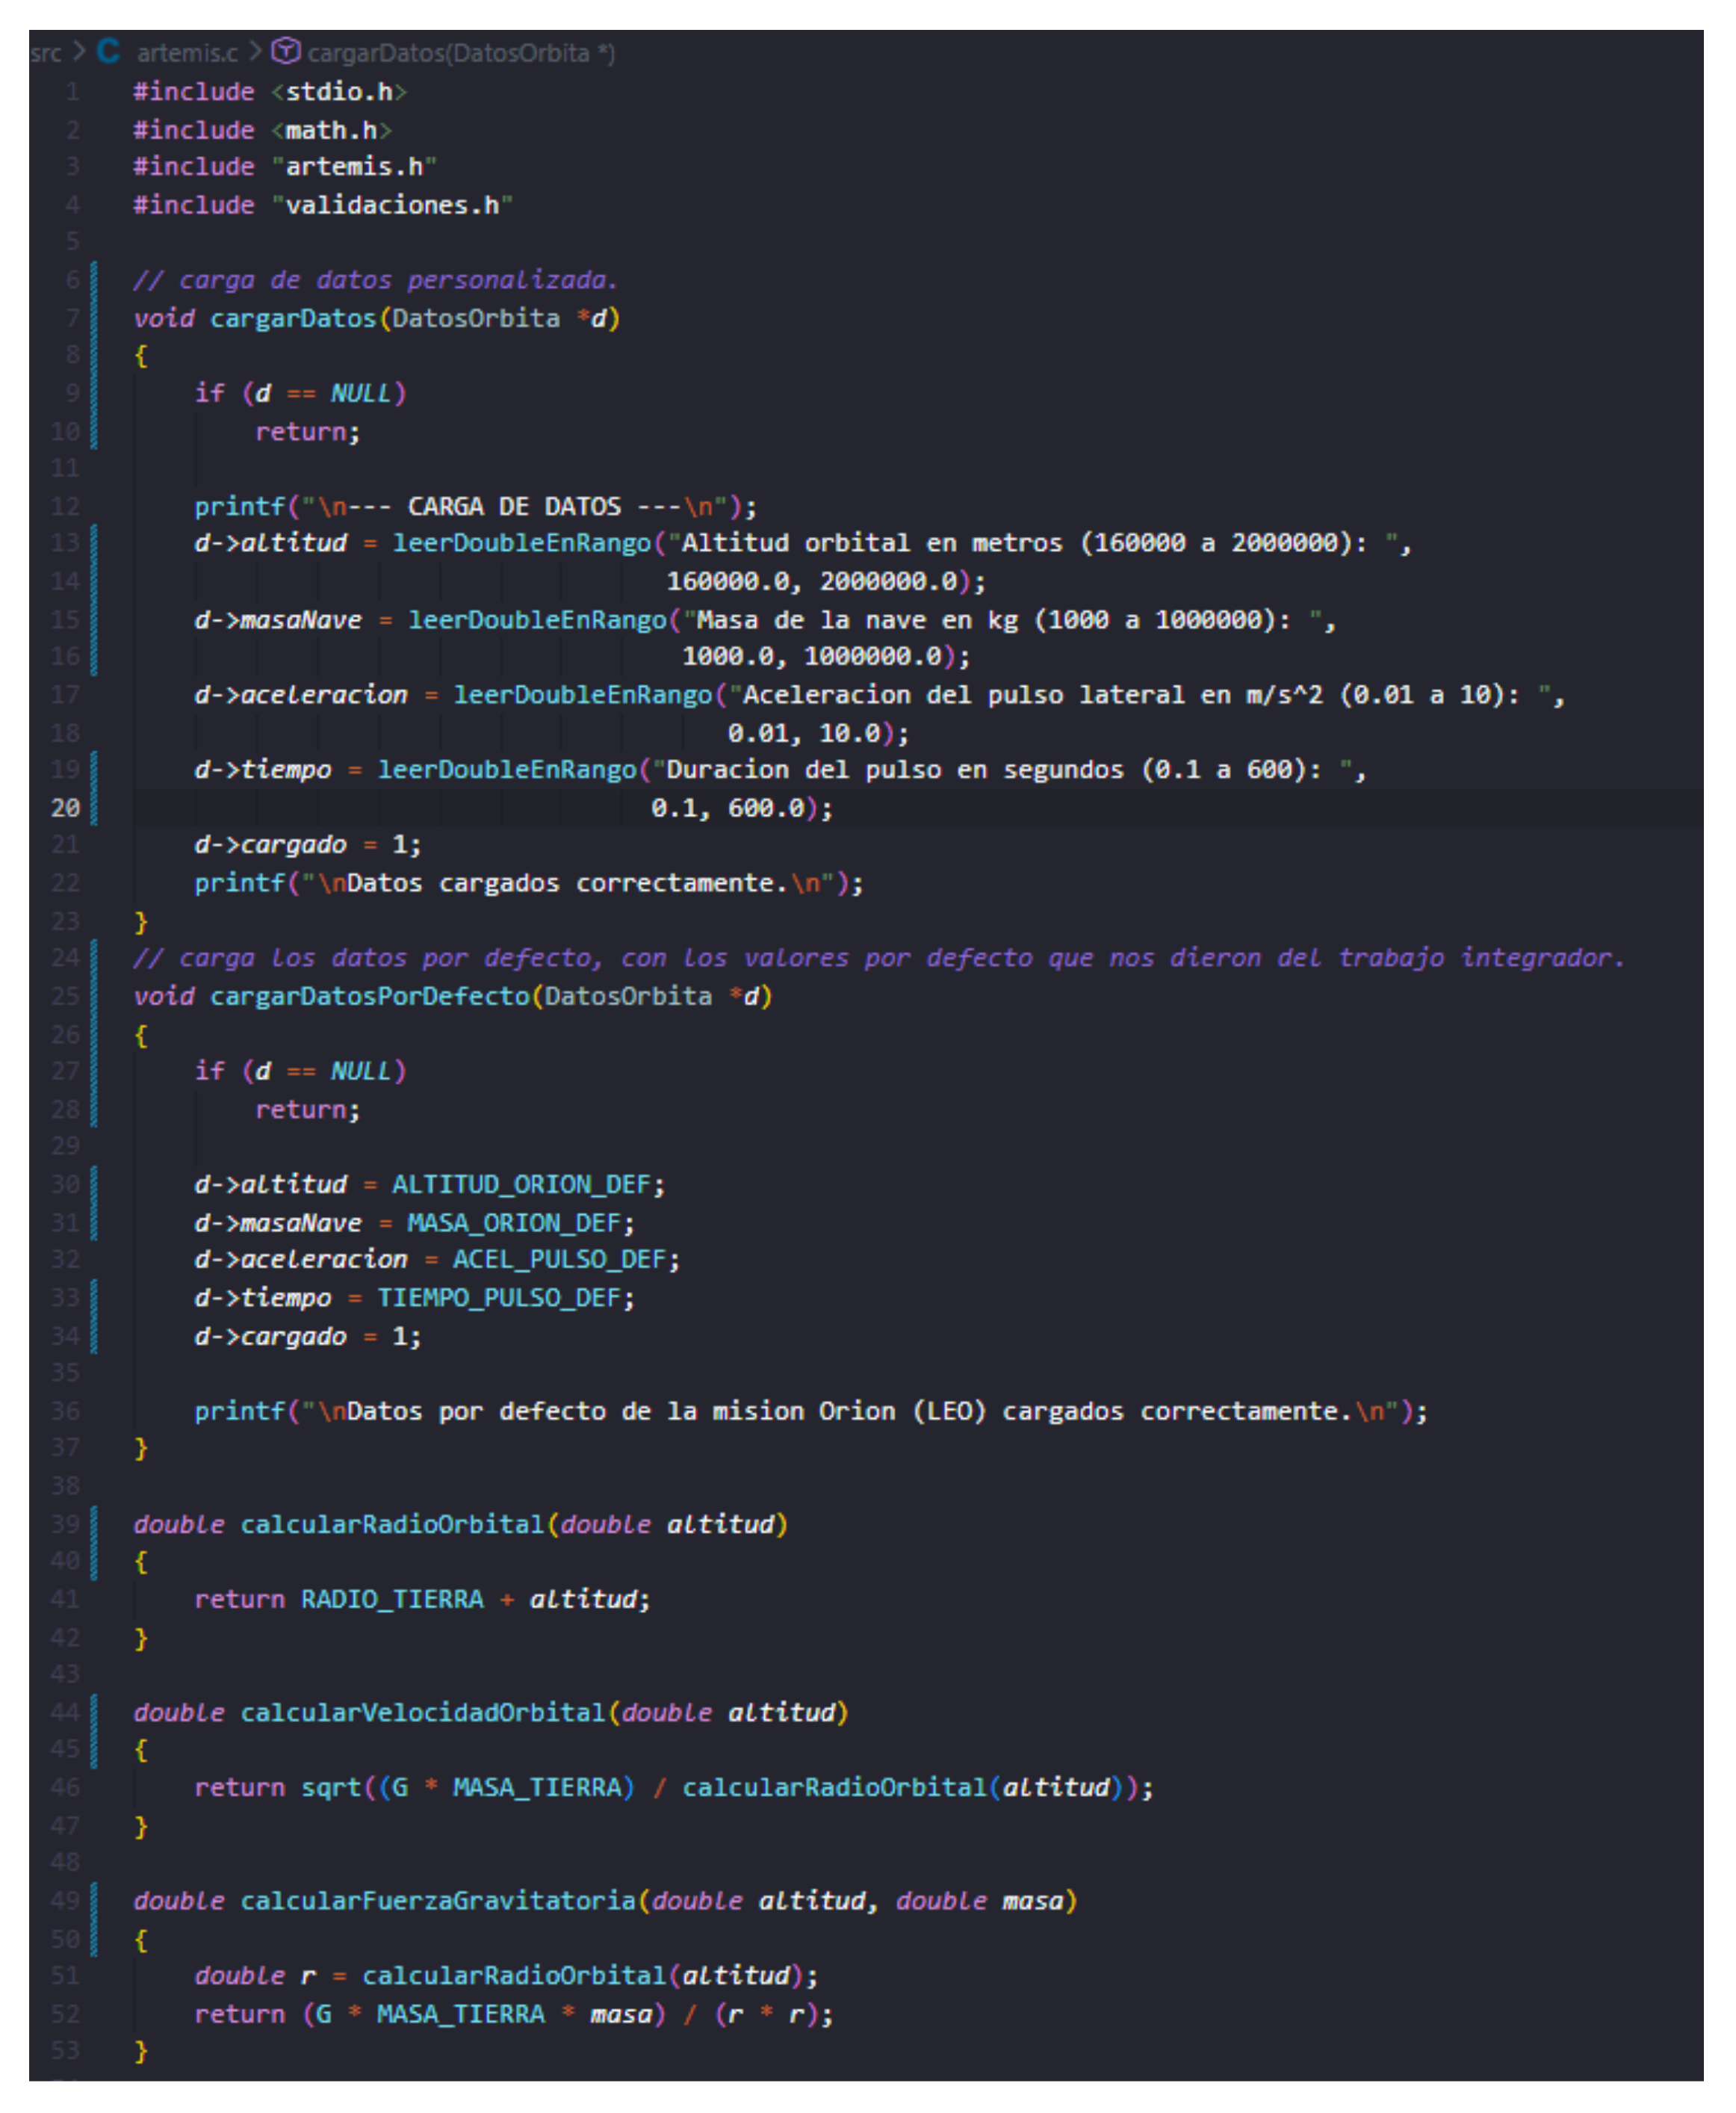 src > C artemis.c > cargarDatos(DatosOrbita *)
1 #include <stdio.h>
2 #include <math.h>
3 #include "artemis.h"
4 #include "validaciones.h"
5
6 // carga de datos personalizada.
7 void cargarDatos(DatosOrbita *d)
8 {
9     if (d == NULL)
10         return;
11
12     printf("\n--- CARGA DE DATOS ---\n");
13     d->altitud = leerDoubleEnRango("Altitud orbital en metros (160000 a 2000000): ",
14                                    160000.0, 2000000.0);
15     d->masaNave = leerDoubleEnRango("Masa de la nave en kg (1000 a 1000000): ",
16                                     1000.0, 1000000.0);
17     d->aceleracion = leerDoubleEnRango("Aceleracion del pulso lateral en m/s^2 (0.01 a 10): ",
18                                        0.01, 10.0);
19     d->tiempo = leerDoubleEnRango("Duracion del pulso en segundos (0.1 a 600): ",
20                                   0.1, 600.0);
21     d->cargado = 1;
22     printf("\nDatos cargados correctamente.\n");
23 }
24 // carga los datos por defecto, con los valores por defecto que nos dieron del trabajo integrador.
25 void cargarDatosPorDefecto(DatosOrbita *d)
26 {
27     if (d == NULL)
28         return;
29
30     d->altitud = ALTITUD_ORION_DEF;
31     d->masaNave = MASA_ORION_DEF;
32     d->aceleracion = ACEL_PULSO_DEF;
33     d->tiempo = TIEMPO_PULSO_DEF;
34     d->cargado = 1;
35
36     printf("\nDatos por defecto de la mision Orion (LEO) cargados correctamente.\n");
37 }
38
39 double calcularRadioOrbital(double altitud)
40 {
41     return RADIO_TIERRA + altitud;
42 }
43
44 double calcularVelocidadOrbital(double altitud)
45 {
46     return sqrt((G * MASA_TIERRA) / calcularRadioOrbital(altitud));
47 }
48
49 double calcularFuerzaGravitatoria(double altitud, double masa)
50 {
51     double r = calcularRadioOrbital(altitud);
52     return (G * MASA_TIERRA * masa) / (r * r);
53 }